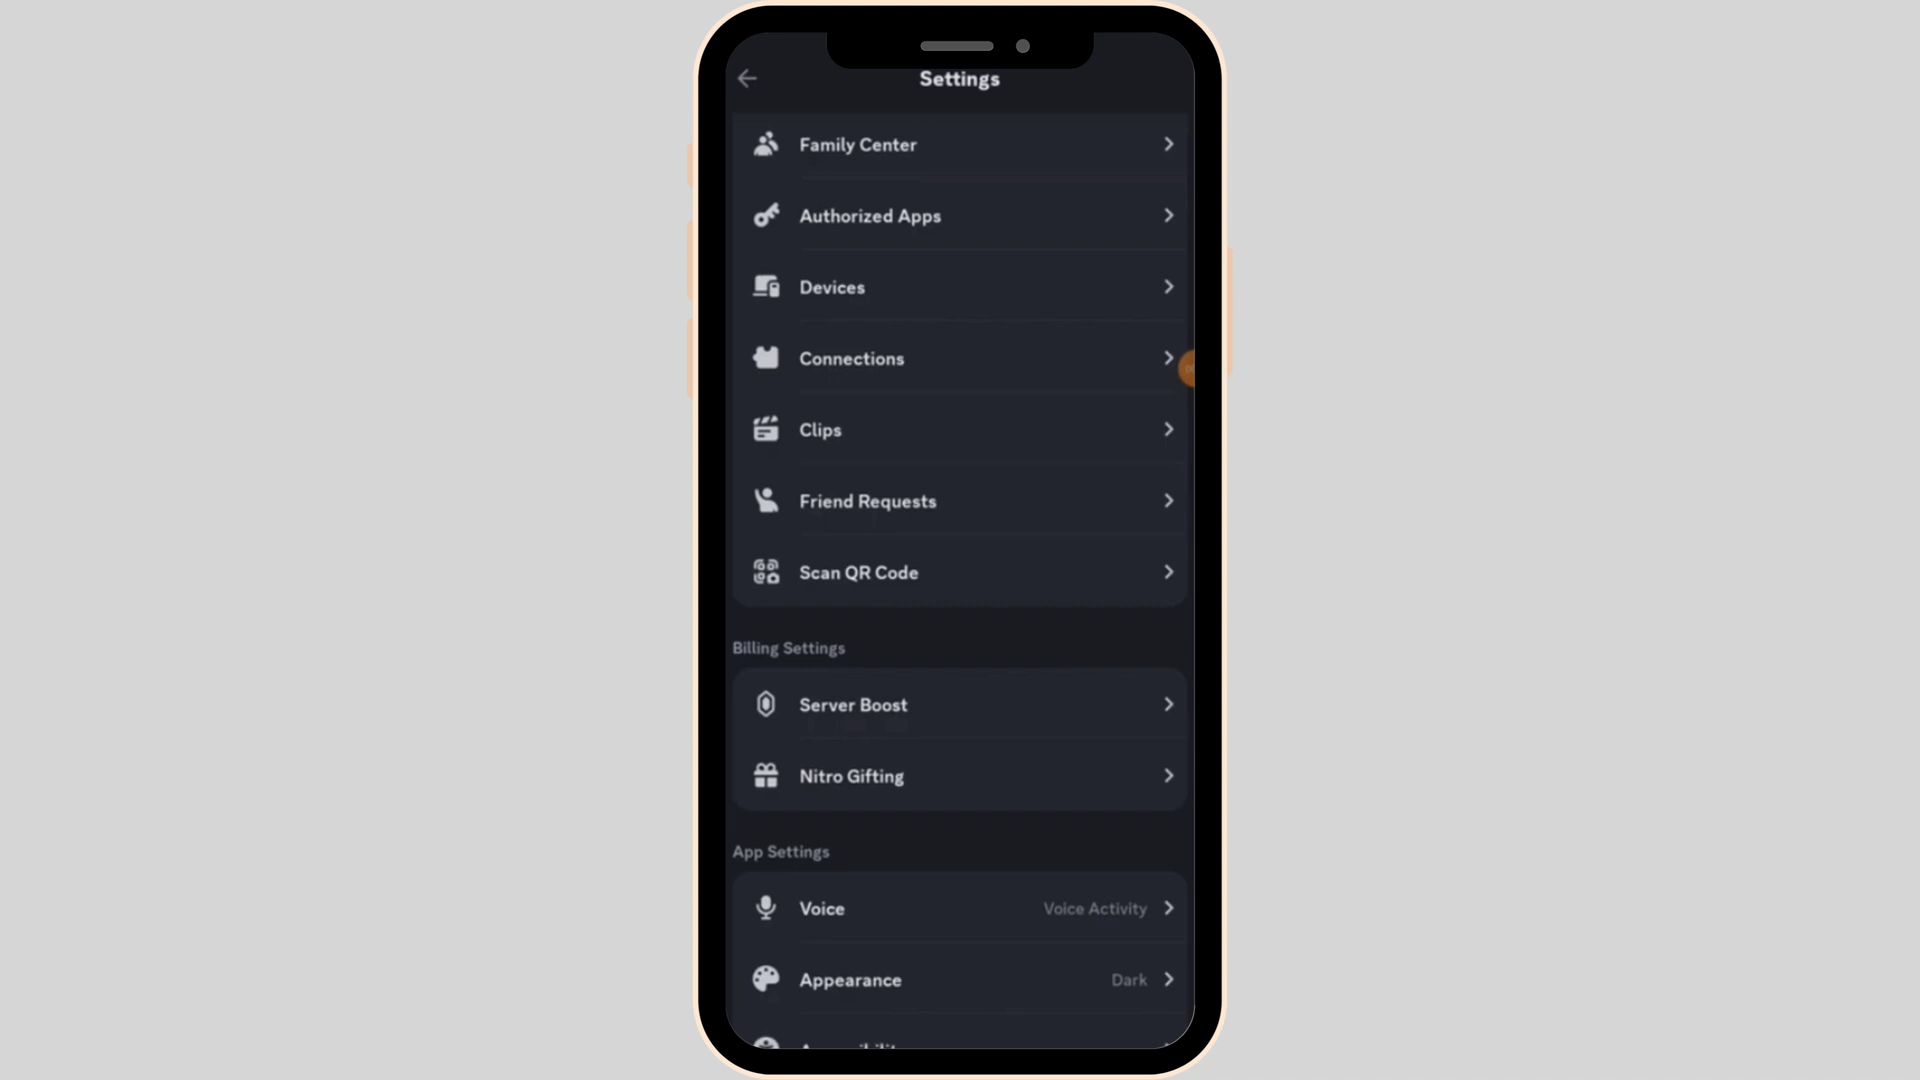 Settings
Family Center
Authorized Apps
Devices
Connections
Clips
Friend Requests
Scan QR Code
Billing Settings
Server Boost
Nitro Gifting
App Settings
Voice Voice Activity
Appearance Dark